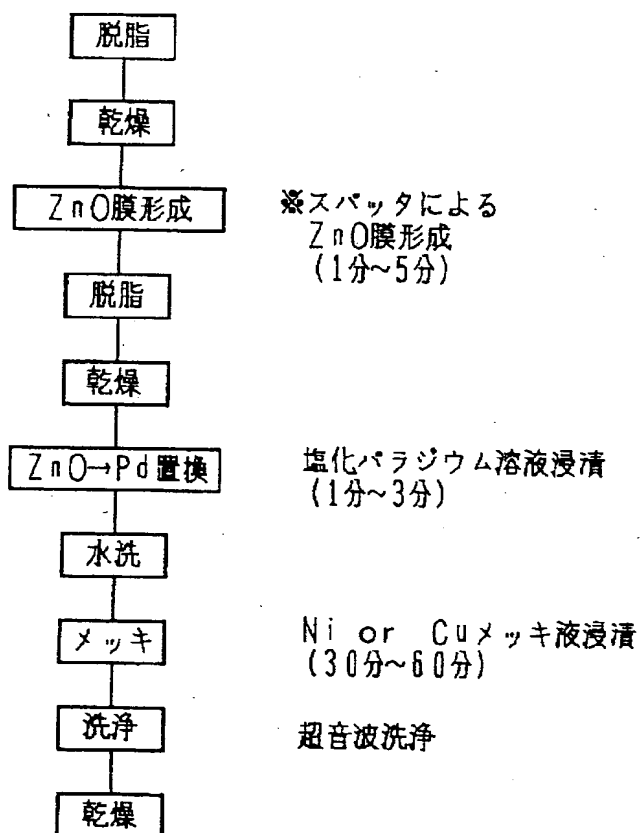 脱脂
乾燥
ZnO膜形成
※スパッタによる
ZnO膜形成
(1分~5分)
脱脂
乾燥
ZnO→Pd置換
塩化パラジウム溶液浸漬
(1分~3分)
水洗
メッキ
Ni or Cuメッキ液浸漬
(30分~60分)
洗浄
超音波洗浄
乾燥